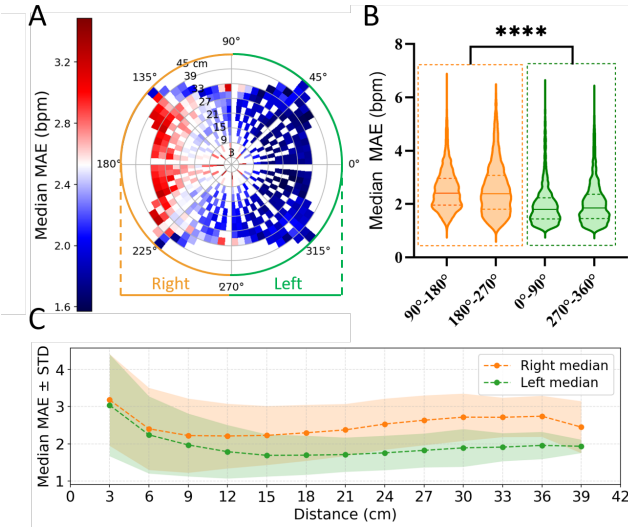 A
Median MAE (bpm)
3.2
2.8
2.4
2.0
1.6
90°
45 cm
39
33
27
21
15
9
3
135°
45°
180°
0°
225°
315°
270°
Right
Left
B
****
Median MAE (bpm)
8
6
4
2
0
90°-180°
180°-270°
0°-90°
270°-360°
C
Median MAE ± STD
4
3
2
1
Right median
Left median
0 3 6 9 12 15 18 21 24 27 30 33 36 39 42
Distance (cm)